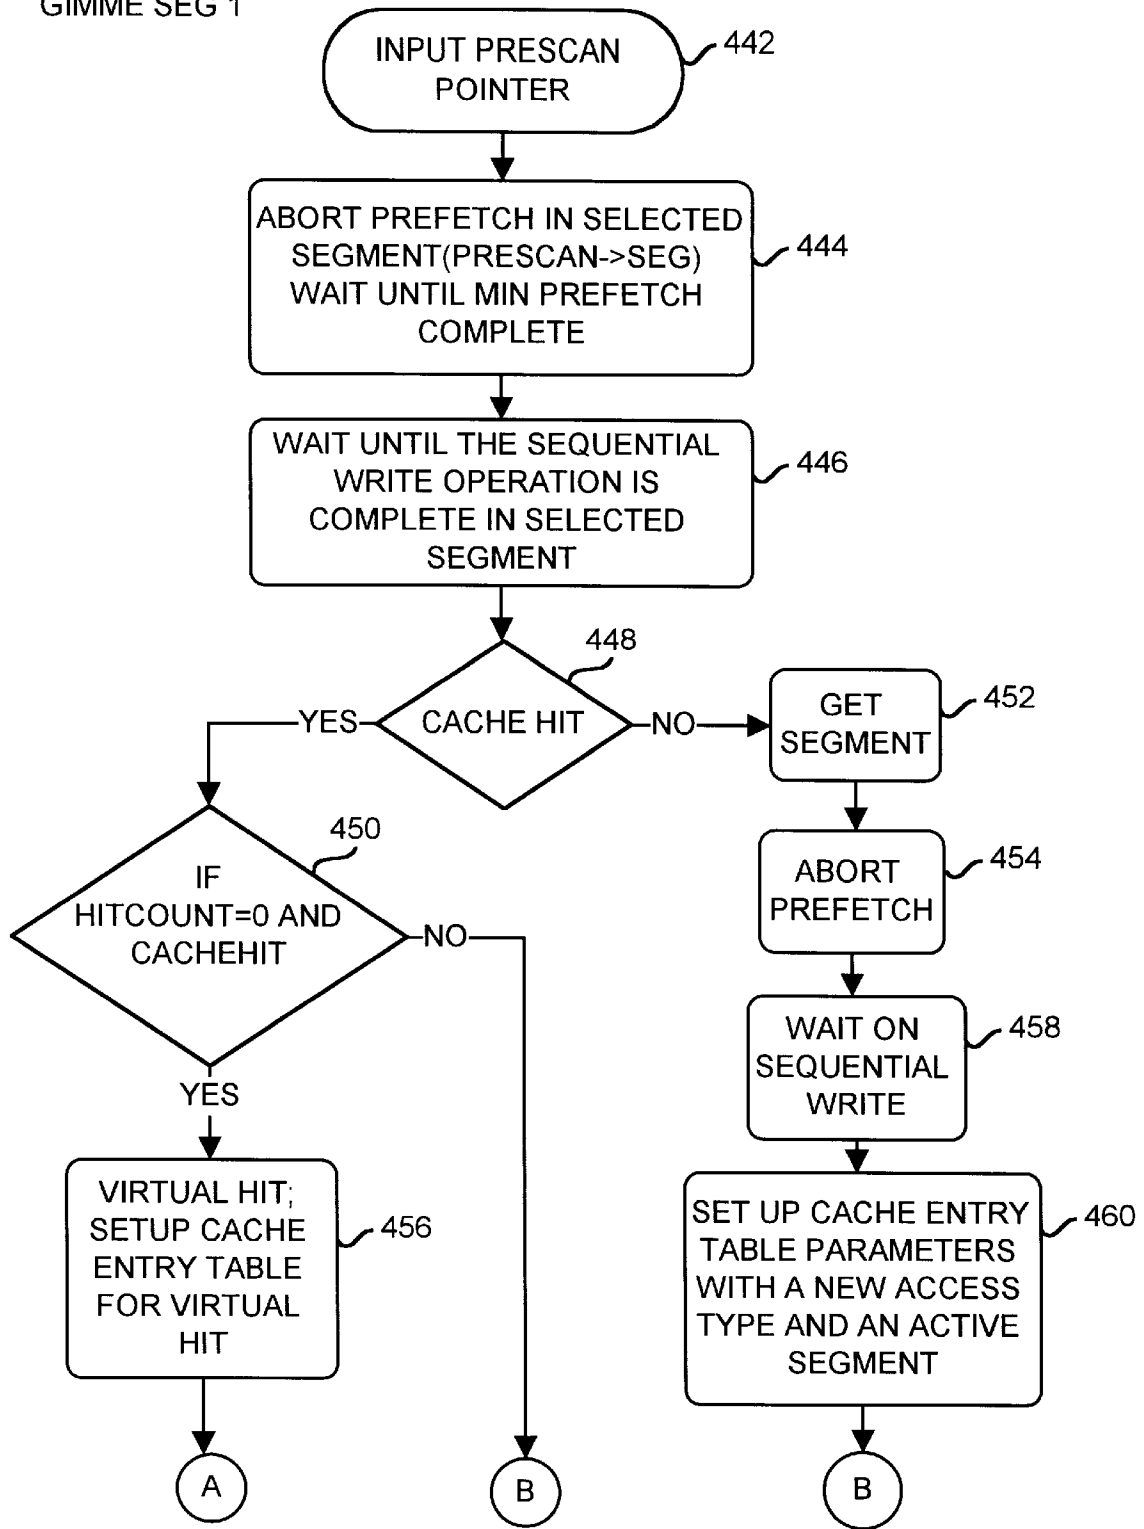 GIMME SEG 1
INPUT PRESCAN
POINTER
442
ABORT PREFETCH IN SELECTED
SEGMENT(PRESCAN->SEG)
WAIT UNTIL MIN PREFETCH
COMPLETE
444
WAIT UNTIL THE SEQUENTIAL
WRITE OPERATION IS
COMPLETE IN SELECTED
SEGMENT
446
448
CACHE HIT
YES
NO
GET
SEGMENT
452
450
IF
HITCOUNT=0 AND
CACHEHIT
NO
YES
ABORT
PREFETCH
454
WAIT ON
SEQUENTIAL
WRITE
458
VIRTUAL HIT;
SETUP CACHE
ENTRY TABLE
FOR VIRTUAL
HIT
456
SET UP CACHE ENTRY
TABLE PARAMETERS
WITH A NEW ACCESS
TYPE AND AN ACTIVE
SEGMENT
460
A
B
B